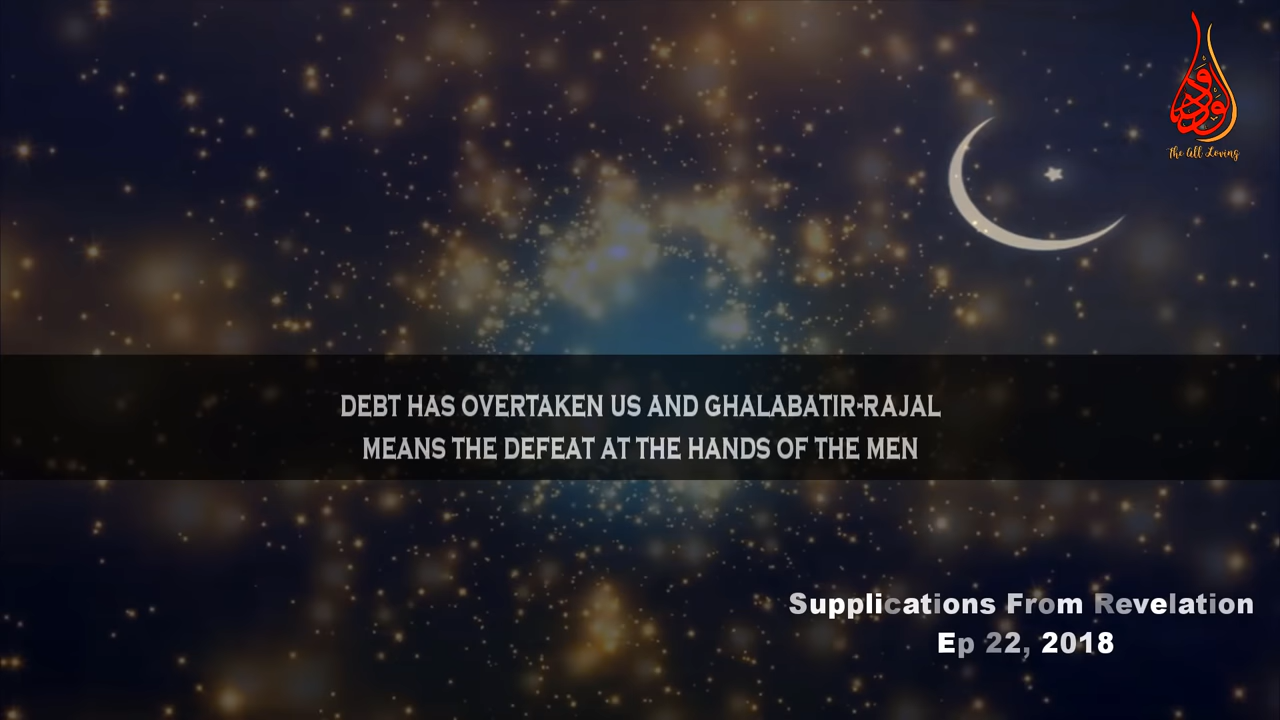 الودود
The All Loving
DEBT HAS OVERTAKEN US AND GHALABATIR-RAJAL
MEANS THE DEFEAT AT THE HANDS OF THE MEN
Supplications From Revelation
Ep 22, 2018